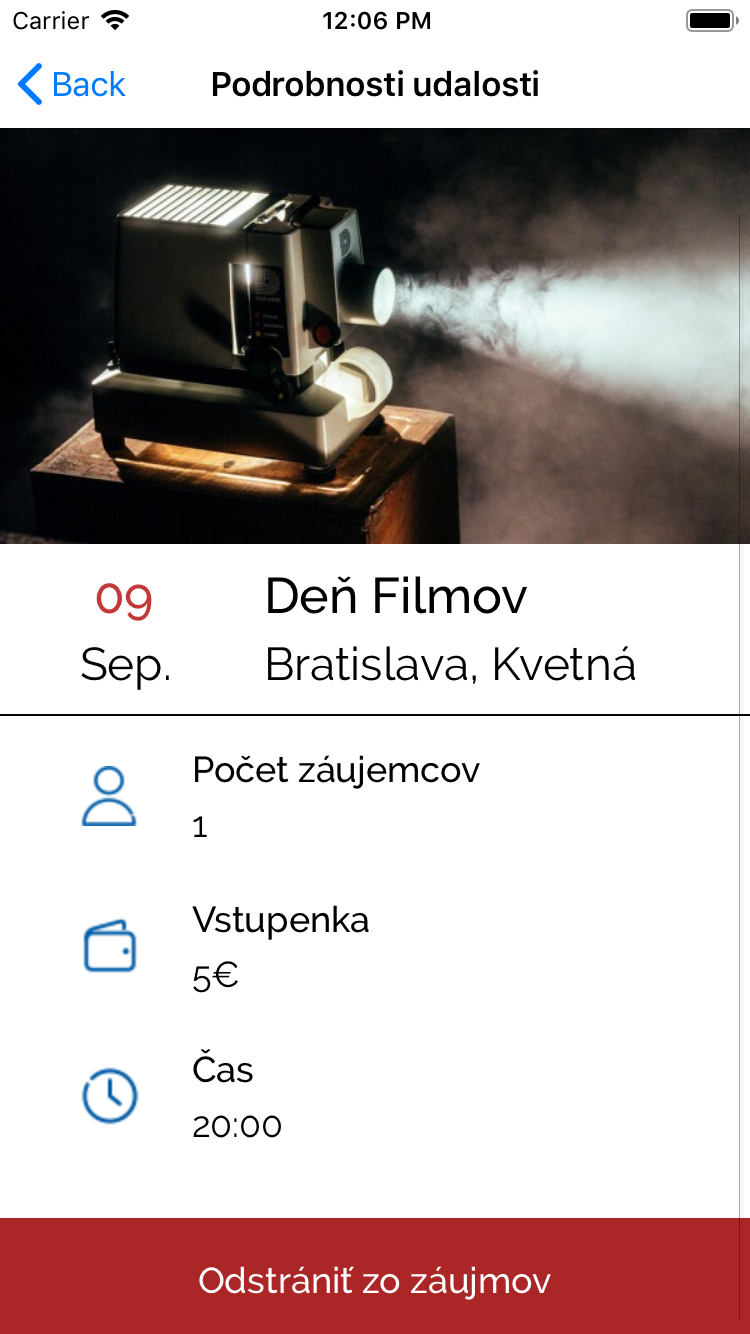 Carrier 12:06 PM
Back Podrobnosti udalosti
09 Deň Filmov
Sep. Bratislava, Kvetná
Počet záujemcov
1
Vstupenka
5€
Čas
20:00
Odstrániť zo záujmov